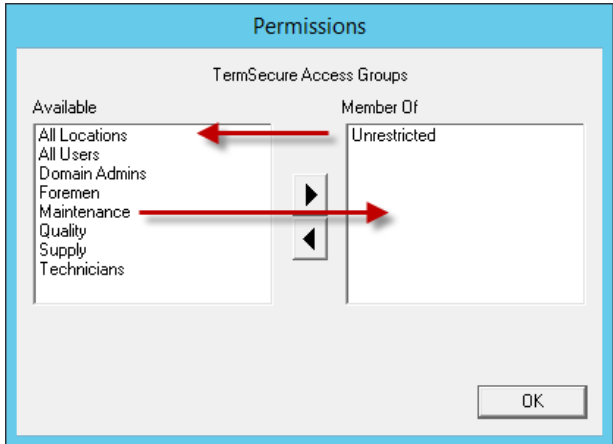 Permissions
TermSecure Access Groups
Available
Member Of
All Locations
All Users
Domain Admins
Foremen
Maintenance
Quality
Supply
Technicians
Unrestricted
OK